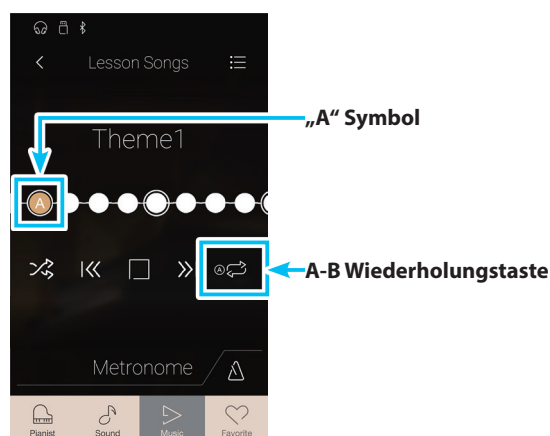 Lesson Songs
„A“ Symbol
Theme1
A
A
A-B Wiederholungstaste
Metronome
Pianist Sound Music Favorite